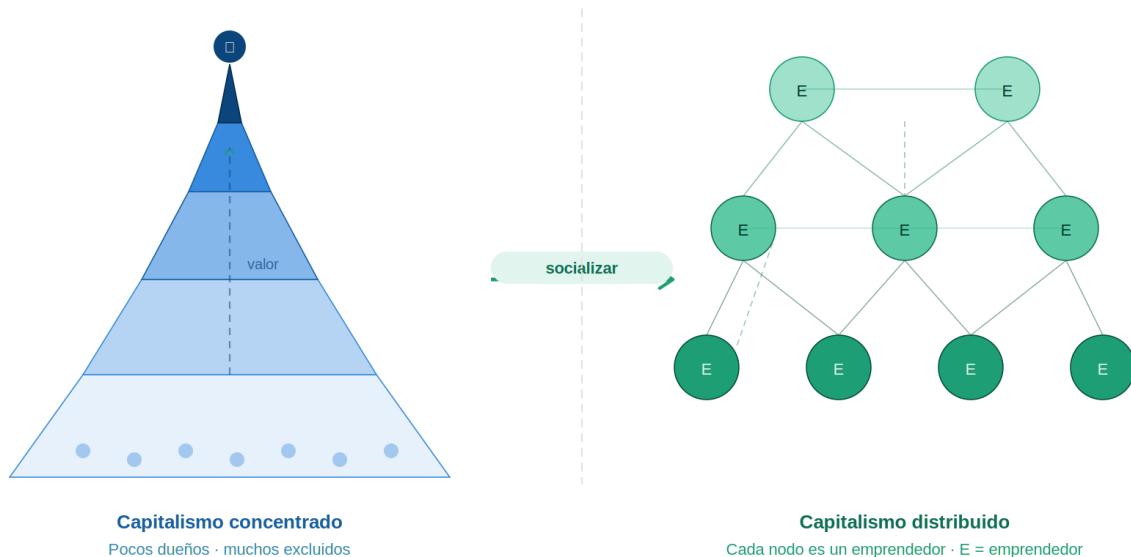 E E
valor
E E E
socializar
E E E E
Capitalismo concentrado
Pocos dueños · muchos excluidos
Capitalismo distribuido
Cada nodo es un emprendedor · E = emprendedor